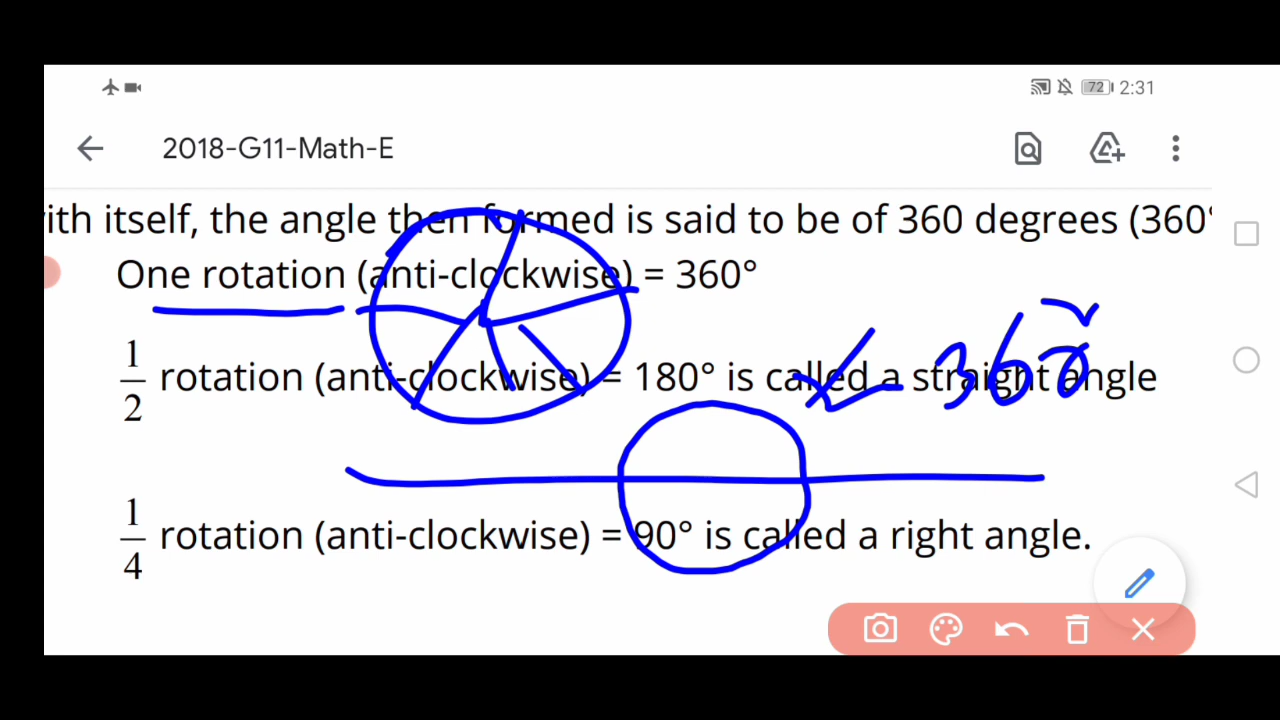 72 2:31
2018-G11-Math-E
ith itself, the angle then formed is said to be of 360 degrees (360°
One rotation (anti-clockwise) = 360°
1/2 rotation (anti-clockwise) = 180° is called a straight angle
360
1/4 rotation (anti-clockwise) = 90° is called a right angle.